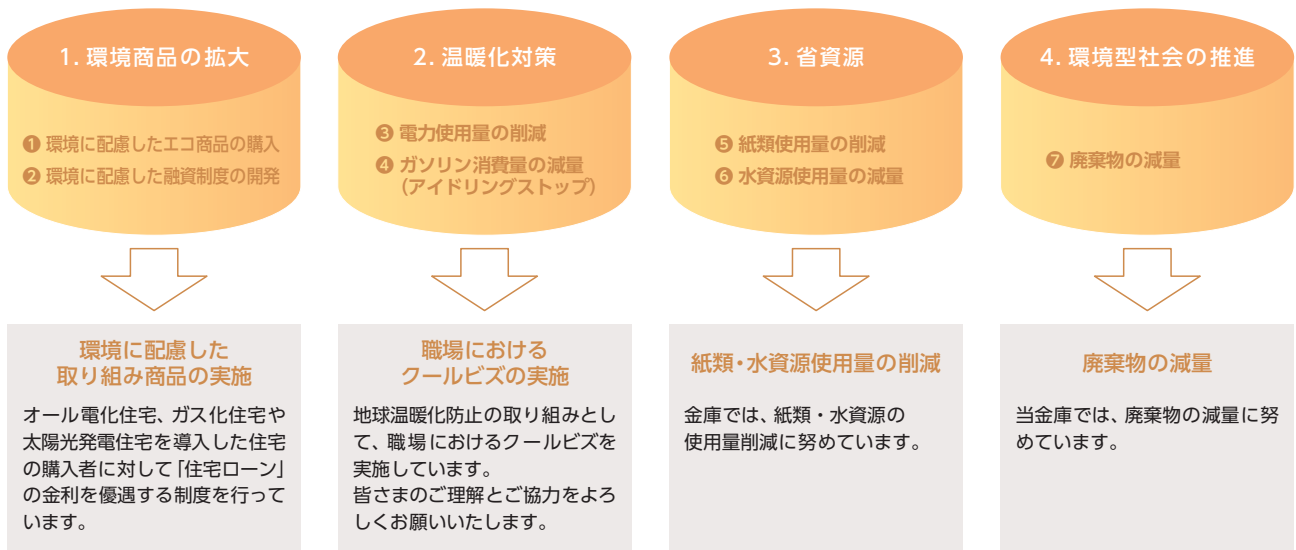 1. 環境商品の拡大
❶ 環境に配慮したエコ商品の購入
❷ 環境に配慮した融資制度の開発
環境に配慮した
取り組み商品の実施
オール電化住宅、ガス化住宅や
太陽光発電住宅を導入した住宅
の購入者に対して「住宅ローン」
の金利を優遇する制度を行って
います。
2. 温暖化対策
❸ 電力使用量の削減
❹ ガソリン消費量の減量
(アイドリングストップ)
職場における
クールビズの実施
地球温暖化防止の取り組みとし
て、職場におけるクールビズを
実施しています。
皆さまのご理解とご協力をよろ
しくお願いいたします。
3. 省資源
❺ 紙類使用量の削減
❻ 水資源使用量の減量
紙類・水資源使用量の削減
金庫では、紙類・水資源の
使用量削減に努めています。
4. 環境型社会の推進
❼ 廃棄物の減量
廃棄物の減量
当金庫では、廃棄物の減量に努
めています。